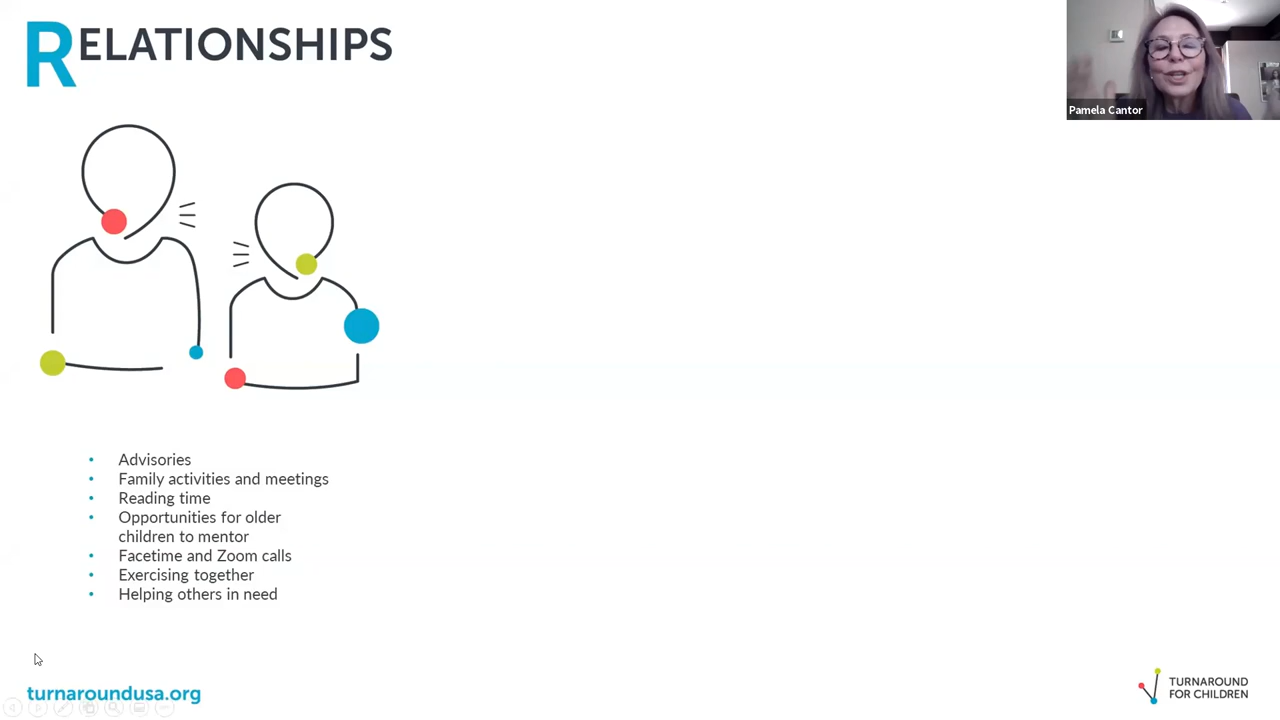 RELATIONSHIPS
Pamela Cantor
• Advisories
• Family activities and meetings
• Reading time
• Opportunities for older
children to mentor
• Facetime and Zoom calls
• Exercising together
• Helping others in need
turnaroundusa.org
TURNAROUND
FOR CHILDREN